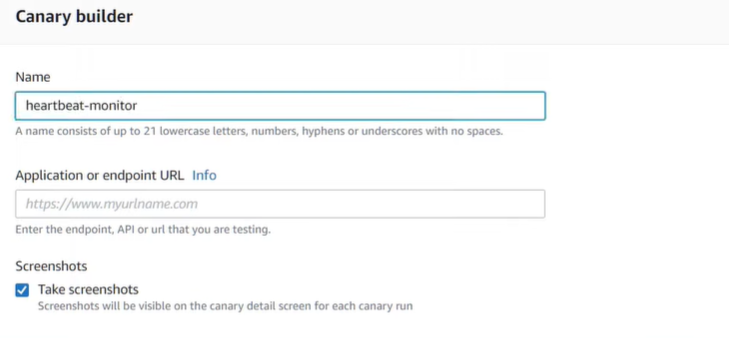 Canary builder
Name
heartbeat-monitor
A name consists of up to 21 lowercase letters, numbers, hyphens or underscores with no spaces.
Application or endpoint URL Info
https://www.myurlname.com
Enter the endpoint, API or url that you are testing.
Screenshots
Take screenshots
Screenshots will be visible on the canary detail screen for each canary run